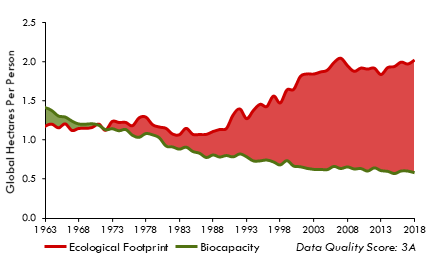 Global Hectares Per Person
2.5
2.0
1.5
1.0
0.5
0.0
1963 1968 1973 1978 1983 1988 1993 1998 2003 2008 2013 2018
Ecological Footprint Biocapacity Data Quality Score: 3A